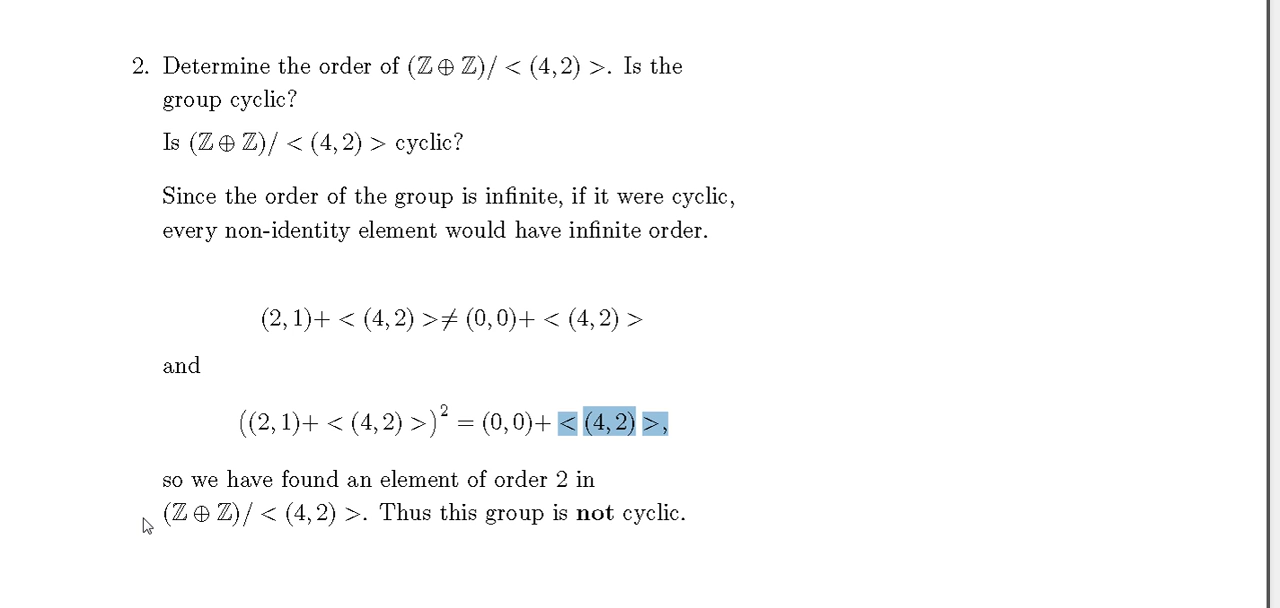 2. Determine the order of (ℤ ⊕ ℤ)/ < (4, 2) >. Is the
group cyclic?
Is (ℤ ⊕ ℤ)/ < (4, 2) > cyclic?
Since the order of the group is infinite, if it were cyclic,
every non-identity element would have infinite order.
(2, 1)+ < (4, 2) >≠ (0, 0)+ < (4, 2) >
and
((2, 1)+ < (4, 2) >)² = (0, 0)+ < (4, 2) >,
so we have found an element of order 2 in
(ℤ ⊕ ℤ)/ < (4, 2) >. Thus this group is not cyclic.